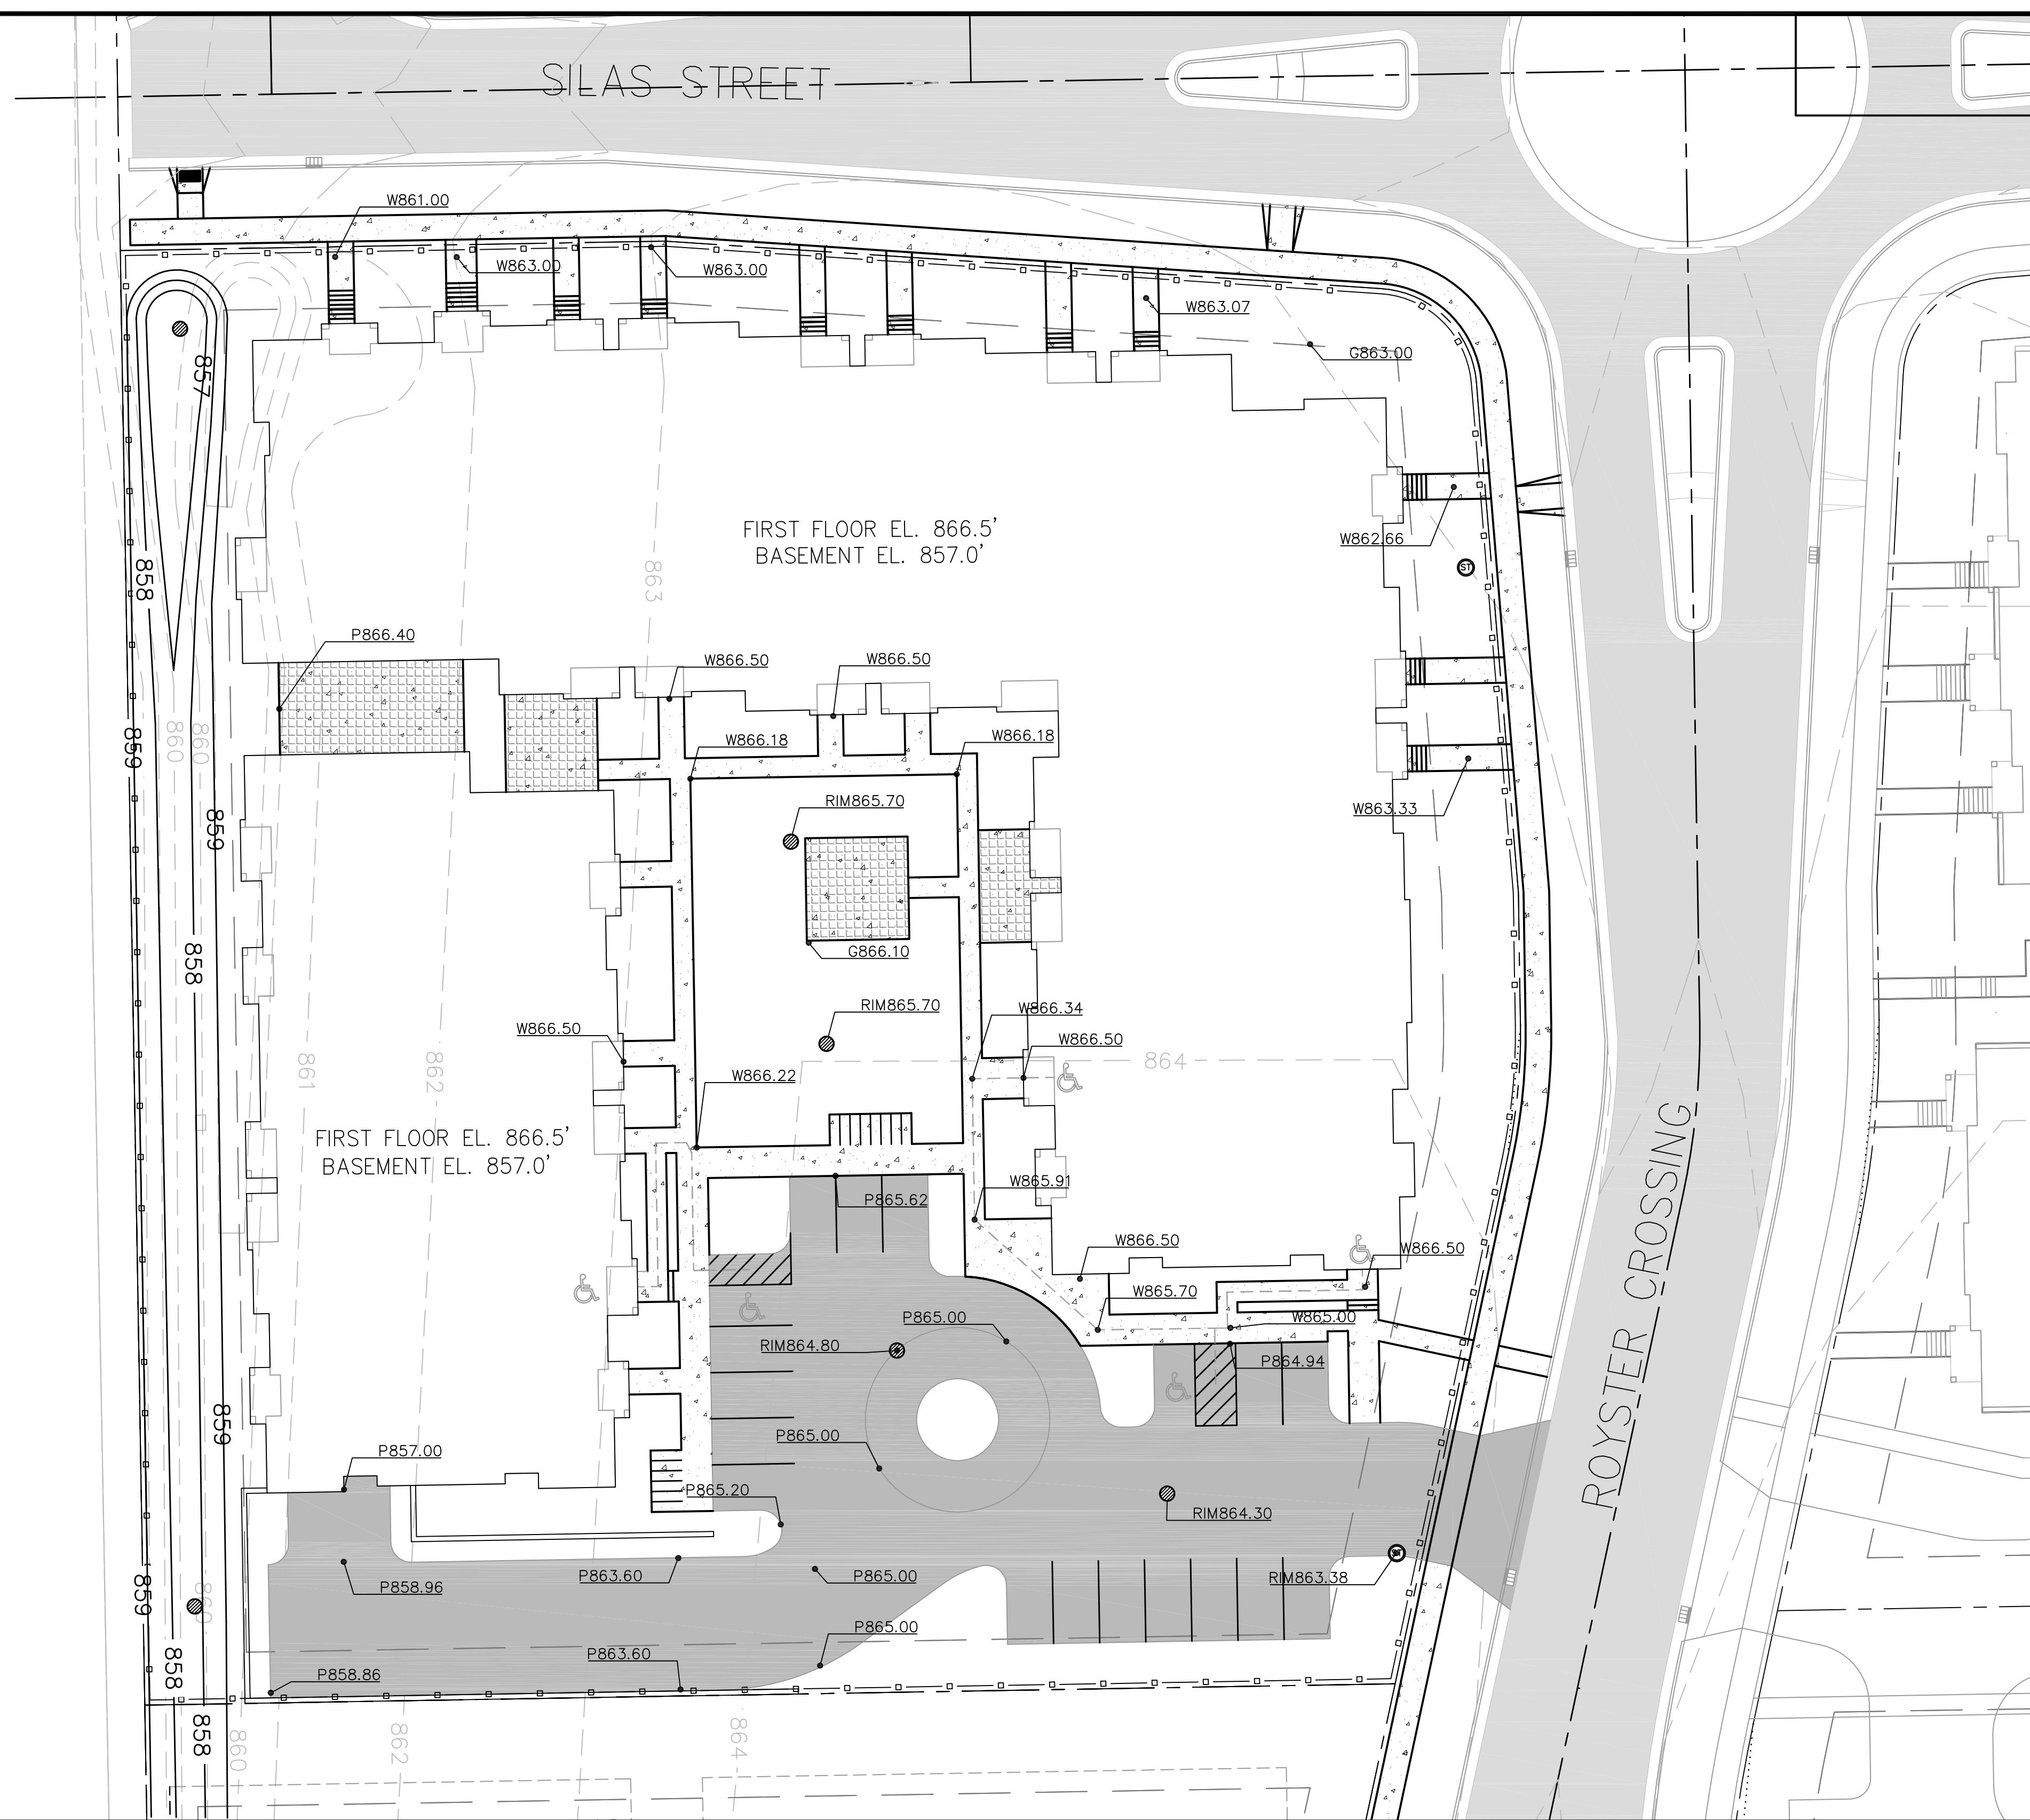 SILAS STREET
W861.00
W863.00
W863.00
W863.07
G863.00
857
FIRST FLOOR EL. 866.5'
BASEMENT EL. 857.0'
W862.66
ST
858
863
P866.40
W866.50
W866.50
859
860
860
W866.18
W866.18
RIM865.70
W863.33
859
858
G866.10
RIM865.70
W866.34
W866.50
W866.50
861
862
864
W866.22
FIRST FLOOR EL. 866.5'
BASEMENT EL. 857.0'
W865.91
P865.62
ROYSTER CROSSING
W866.50
W866.50
W865.70
P865.00
W865.00
RIM864.80
P864.94
859
P865.00
P857.00
P865.20
RIM864.30
ST
P863.60
P865.00
RIM863.38
P858.96
859
860
P865.00
858
P863.60
P858.86
858
860
862
864